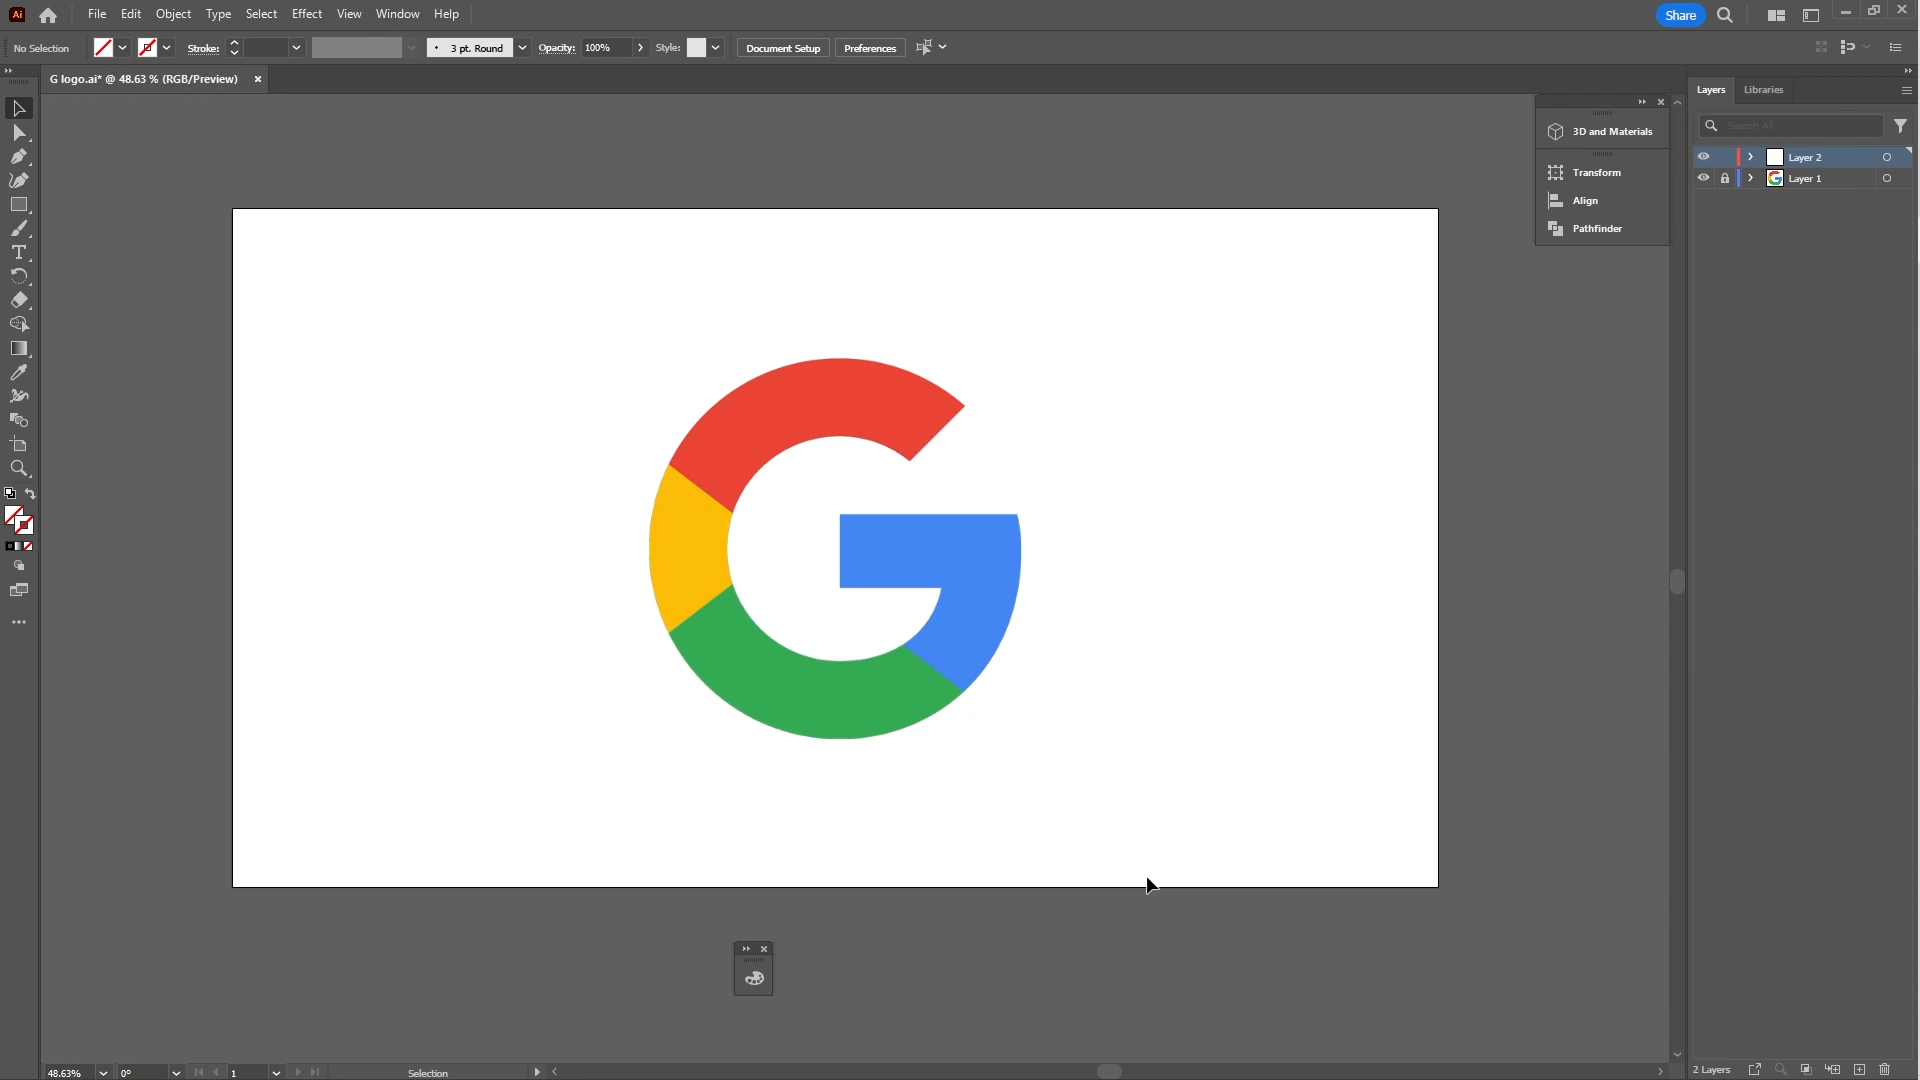 Ai File Edit Object Type Select Effect View Window Help Share
No Selection Stroke: 3 pt. Round Opacity: 100% Style: Document Setup Preferences
G logo.ai* @ 48.63 % (RGB/Preview)
Layers Libraries
Search All
3D and Materials
Transform
Align
Pathfinder
Layer 2
Layer 1
G
48.63% 0° 1 Selection
2 Layers